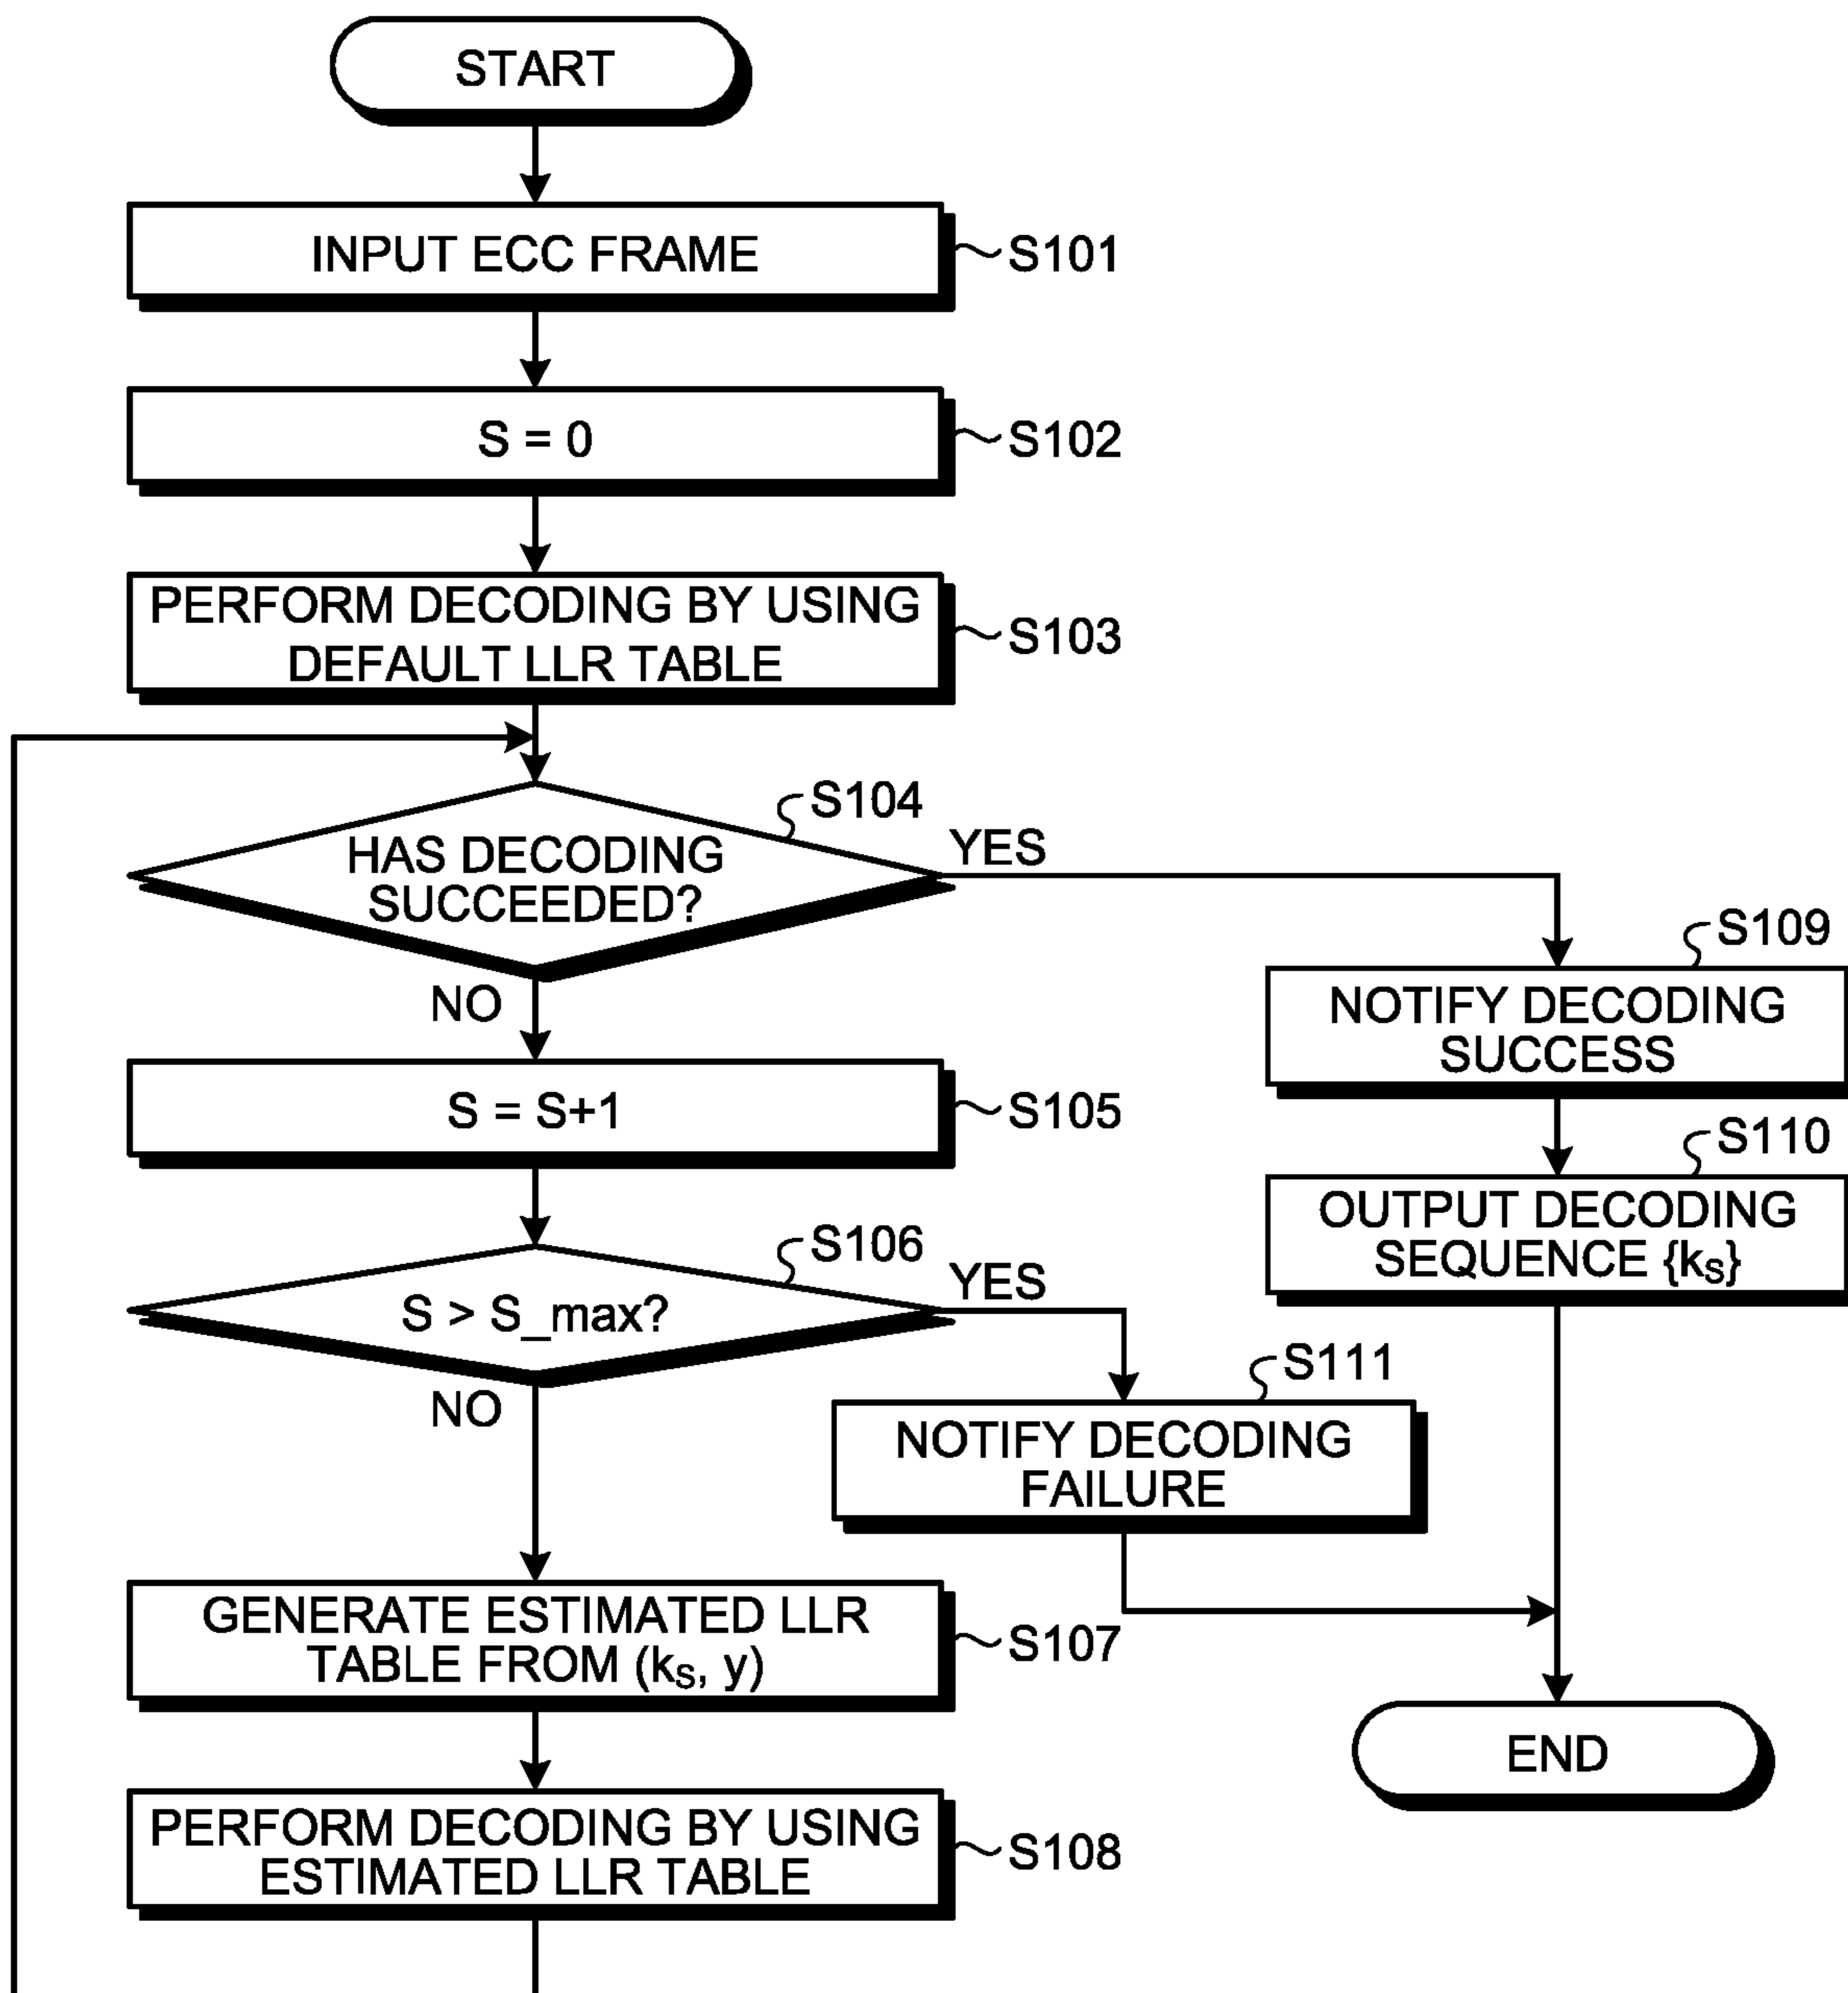 START
INPUT ECC FRAME
S101
S = 0
S102
PERFORM DECODING BY USING
DEFAULT LLR TABLE
S103
S104
HAS DECODING
SUCCEEDED?
YES
NO
S109
NOTIFY DECODING
SUCCESS
S = S+1
S105
S110
OUTPUT DECODING
SEQUENCE {kS}
S106
S > S_max?
YES
NO
S111
NOTIFY DECODING
FAILURE
GENERATE ESTIMATED LLR
TABLE FROM (kS, y)
S107
END
PERFORM DECODING BY USING
ESTIMATED LLR TABLE
S108